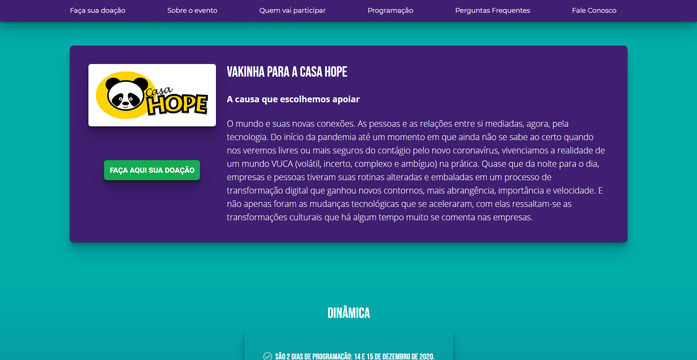 Faça sua doação Sobre o evento Quem vai participar Programação Perguntas Frequentes Fale Conosco
Casa
HOPE
FAÇA AQUI SUA DOAÇÃO
VAKINHA PARA A CASA HOPE
A causa que escolhemos apoiar
O mundo e suas novas conexões. As pessoas e as relações entre si mediadas, agora, pela
tecnologia. Do início da pandemia até um momento em que ainda não se sabe ao certo quando
nos veremos livres ou mais seguros do contágio pelo novo coronavírus, vivenciamos a realidade de
um mundo VUCA (volátil, incerto, complexo e ambíguo) na prática. Quase que da noite para o dia,
empresas e pessoas tiveram suas rotinas alteradas e embaladas em um processo de
transformação digital que ganhou novos contornos, mais abrangência, importância e velocidade. E
não apenas foram as mudanças tecnológicas que se aceleraram, com elas ressaltam-se as
transformações culturais que há algum tempo muito se comenta nas empresas.
DINÂMICA
SÃO 2 DIAS DE PROGRAMAÇÃO: 14 E 15 DE DEZEMBRO DE 2020.